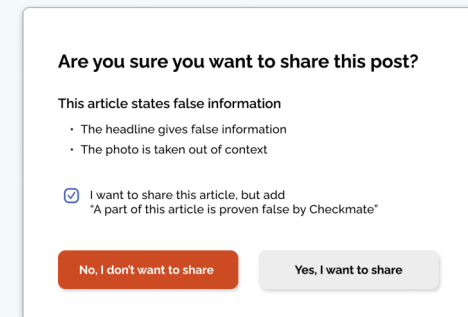 Are you sure you want to share this post?
This article states false information
• The headline gives false information
• The photo is taken out of context
I want to share this article, but add
“A part of this article is proven false by Checkmate”
No, I don’t want to share
Yes, I want to share